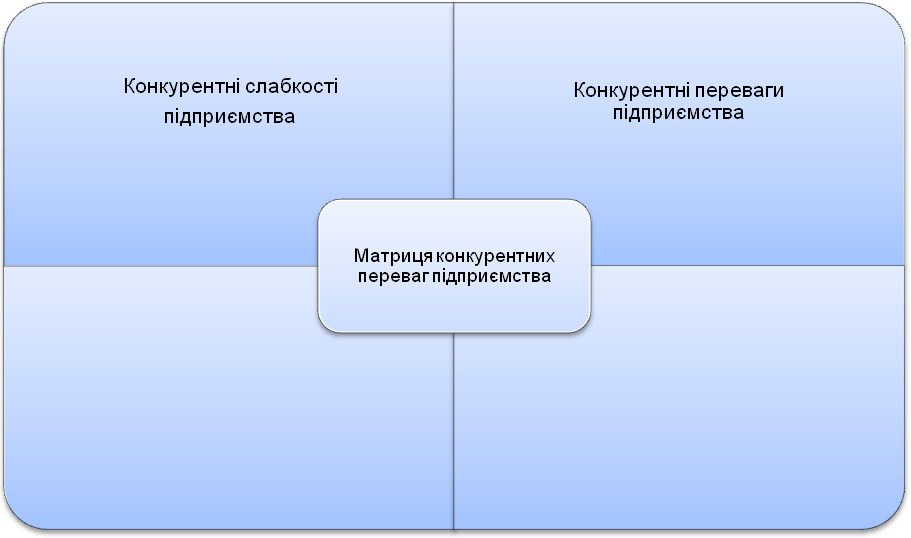 Конкурентні слабкості
підприємства
Конкурентні переваги
підприємства
Матриця конкурентних
переваг підприємства